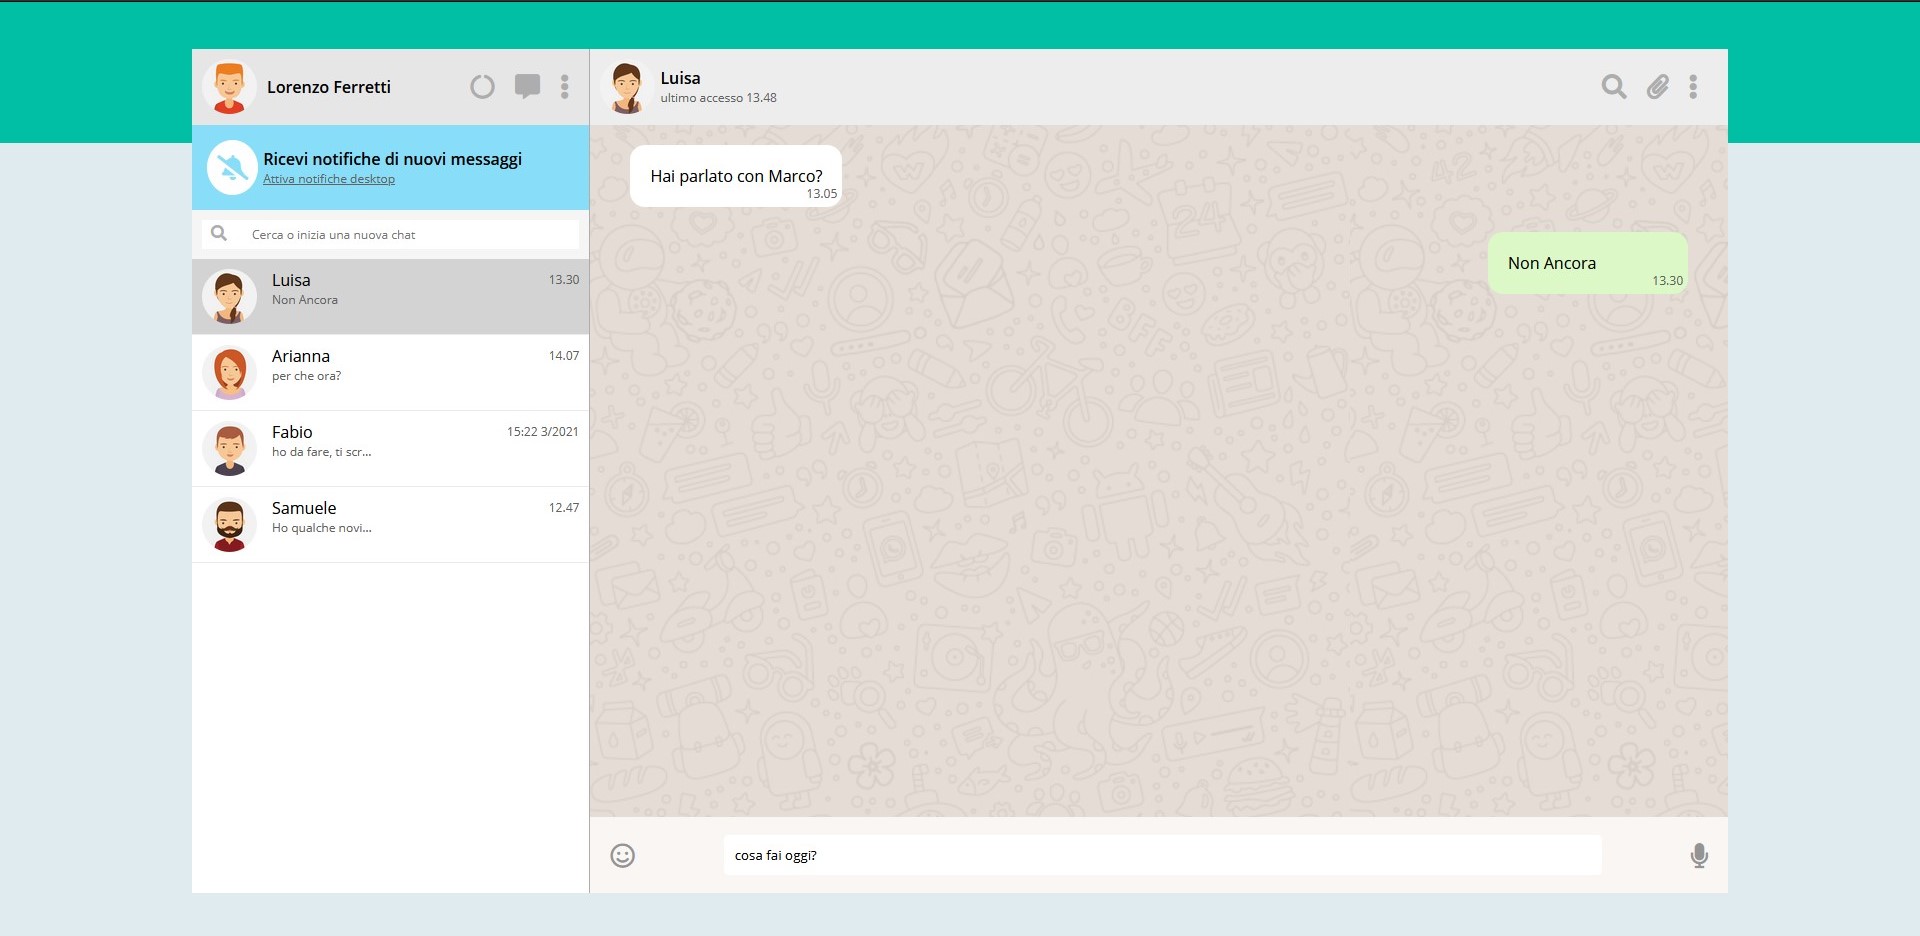 Lorenzo Ferretti
Ricevi notifiche di nuovi messaggi
Attiva notifiche desktop
Cerca o inizia una nuova chat
Luisa 13.30
Non Ancora
Arianna 14.07
per che ora?
Fabio 15:22 3/2021
ho da fare, ti scr...
Samuele 12.47
Ho qualche novi...
Luisa
ultimo accesso 13.48
Hai parlato con Marco?
13.05
Non Ancora
13.30
cosa fai oggi?